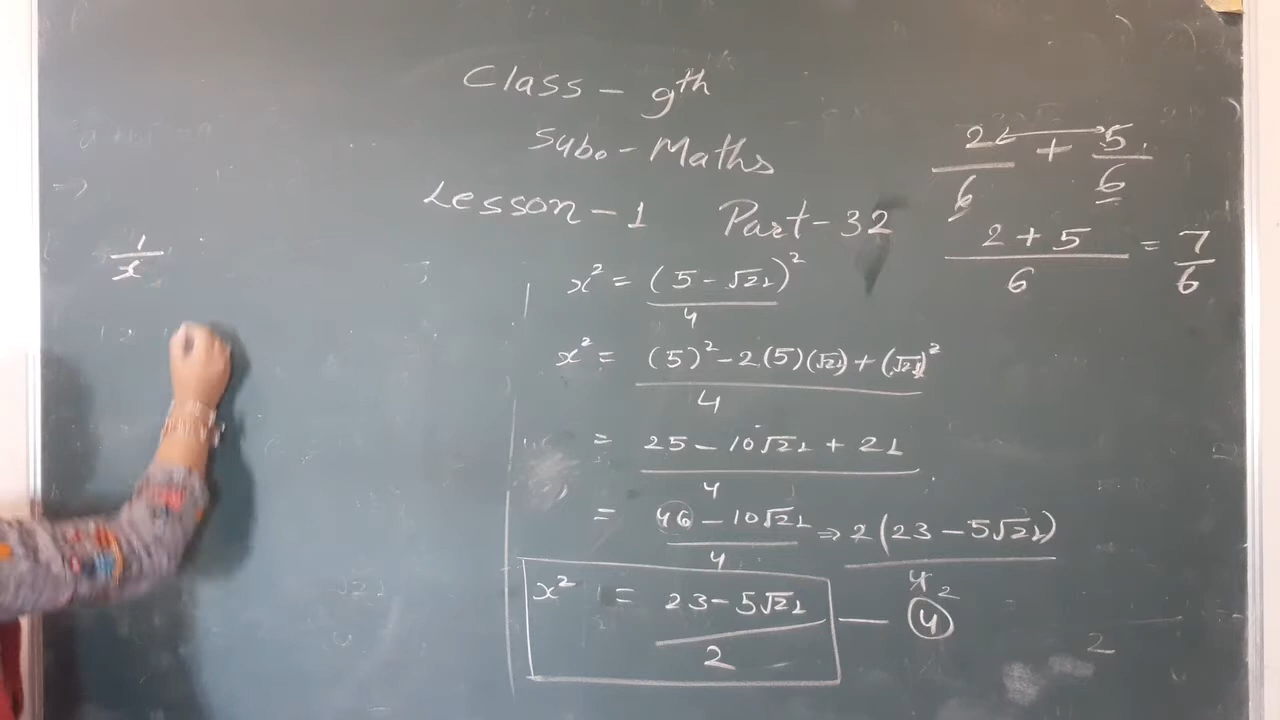 Class - 9th
Sub. - Maths
Lesson - 1 Part - 32
2/6 + 5/6
(2 + 5)/6 = 7/6
1/x
x² = (5 - √21)²/4
x² = ((5)² - 2(5)(√21) + (√21)²)/4
= (25 - 10√21 + 21)/4
= (46 - 10√21)/4 ⇒ 2(23 - 5√21)/4 2
x² = (23 - 5√21)/2 — (4)